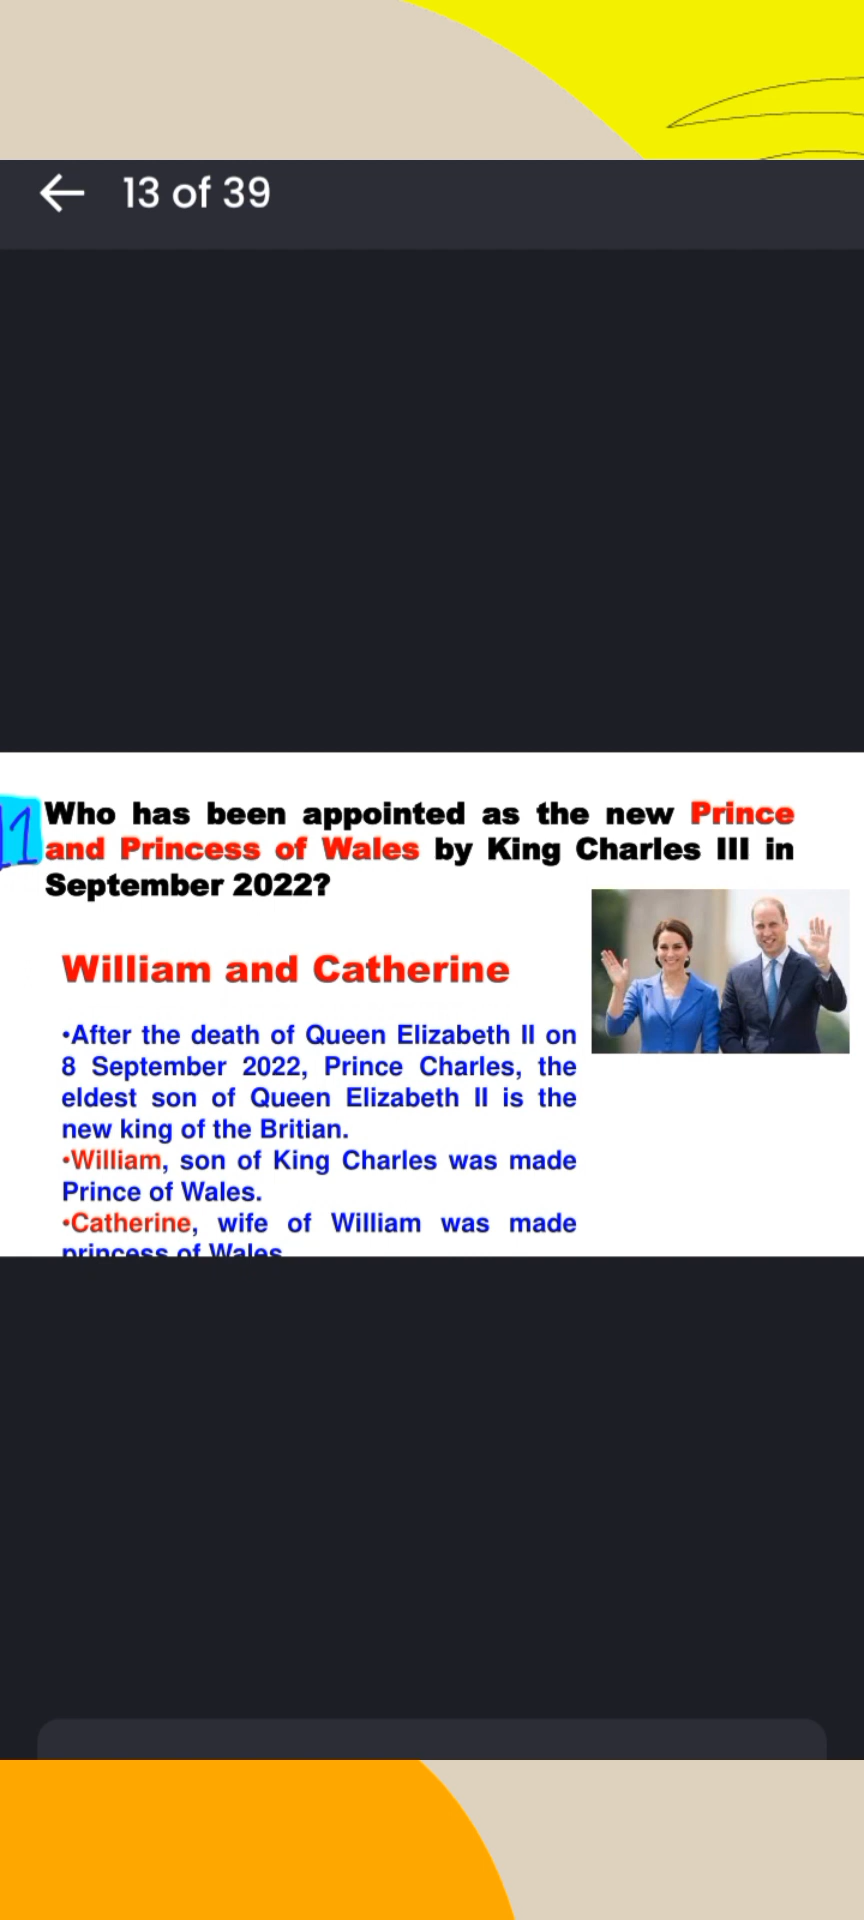 13 of 39
11
Who has been appointed as the new Prince
and Princess of Wales by King Charles III in
September 2022?
William and Catherine
•After the death of Queen Elizabeth II on
8 September 2022, Prince Charles, the
eldest son of Queen Elizabeth II is the
new king of the Britian.
•William, son of King Charles was made
Prince of Wales.
•Catherine, wife of William was made
princess of Wales